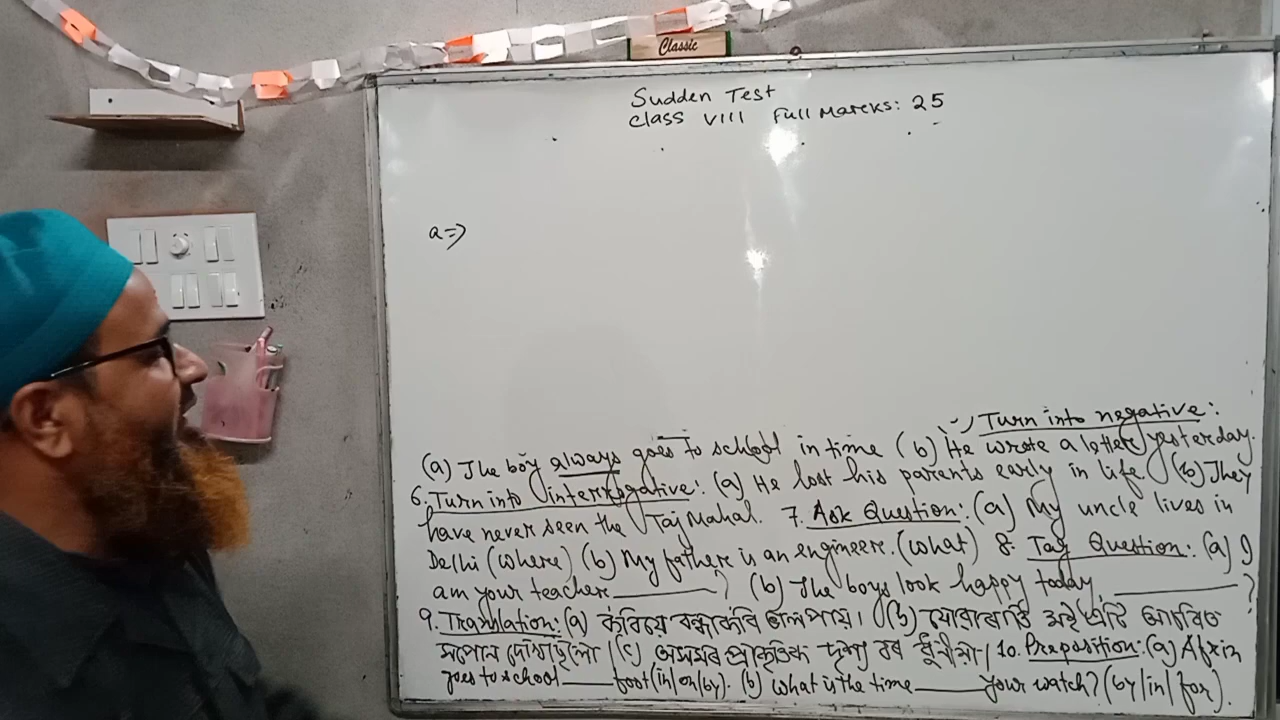 Classic
Sudden Test
Class VIII Full Marcks: 25
a=>
Turn into negative:
(a) The boy always goes to school in time (b) He wrote a letter yesterday.
6. Turn into interrogative: (a) He lost his parents early in life (b) They
have never seen the Taj Mahal. 7. Ask Question: (a) My uncle lives in
Delhi (where) (b) My father is an engineer. (what) 8. Tag Question: (a) I
am your teacher ______? (b) The boys look happy today ______?
9. Translation: (a) কবিয়ে বন্ধাকবি ভাল পায়। (b) যোৱাৰাতি মই এটি আচৰিত
সপোন দেখিছিলো। (c) অসমৰ প্ৰাকৃতিক দৃশ্য বৰ ধুনীয়া। 10. Preposition: (a) Afrin
goes to school ______ foot (in/on/by). (b) What is the time ______ your watch? (by/in/for).